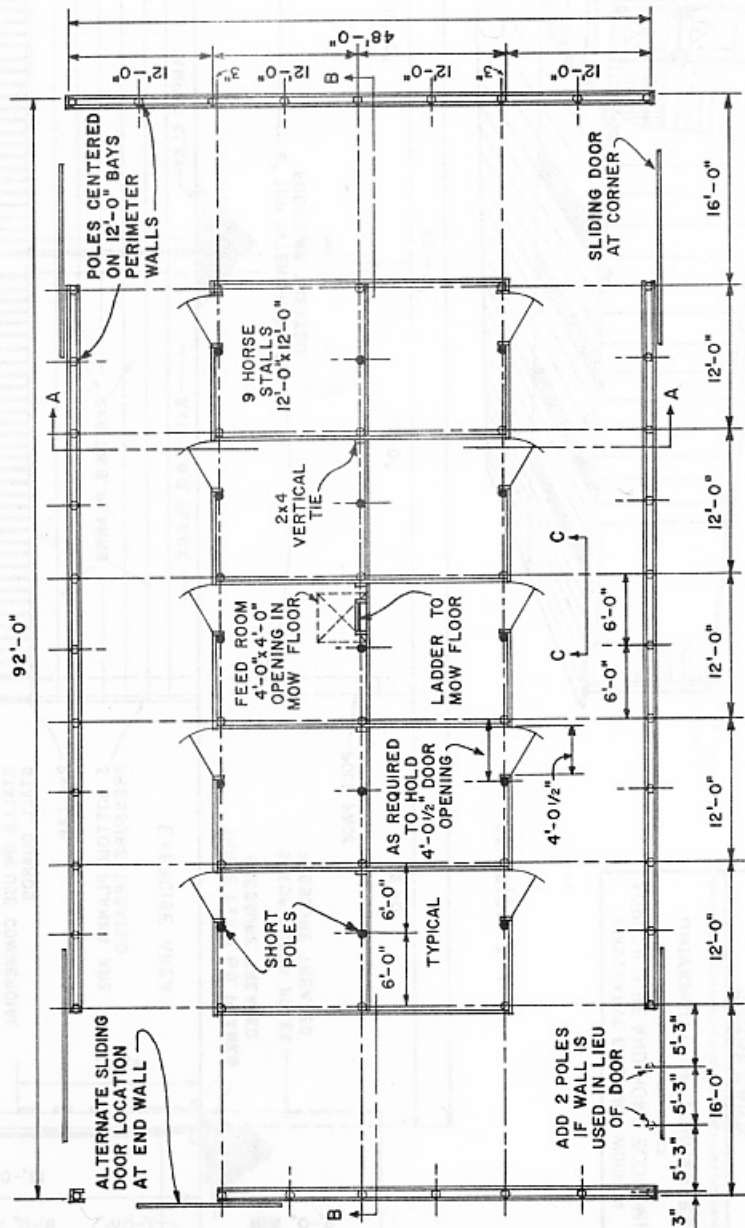 48'-0"
12'-0"
12'-0"
12'-0"
12'-0"
3"
3"
B
92'-0"
POLES CENTERED
ON 12'-0" BAYS
PERIMETER
WALLS
SLIDING DOOR
AT CORNER
16'-0"
A
A
9 HORSE
STALLS
12'-0"x12'-0"
12'-0"
2x4
VERTICAL
TIE
12'-0"
C
C
FEED ROOM
4'-0"x4'-0"
OPENING IN
MOW FLOOR
LADDER TO
MOW FLOOR
6'-0"
6'-0"
12'-0"
AS REQUIRED
TO HOLD
4'-0 1/2" DOOR
OPENING
4'-0 1/2"
12'-0"
SHORT
POLES
6'-0"
6'-0"
TYPICAL
12'-0"
ALTERNATE SLIDING
DOOR LOCATION
AT END WALL
ADD 2 POLES
IF WALL IS
USED IN LIEU
OF DOOR
5'-3"
5'-3"
5'-3"
3"
16'-0"
B